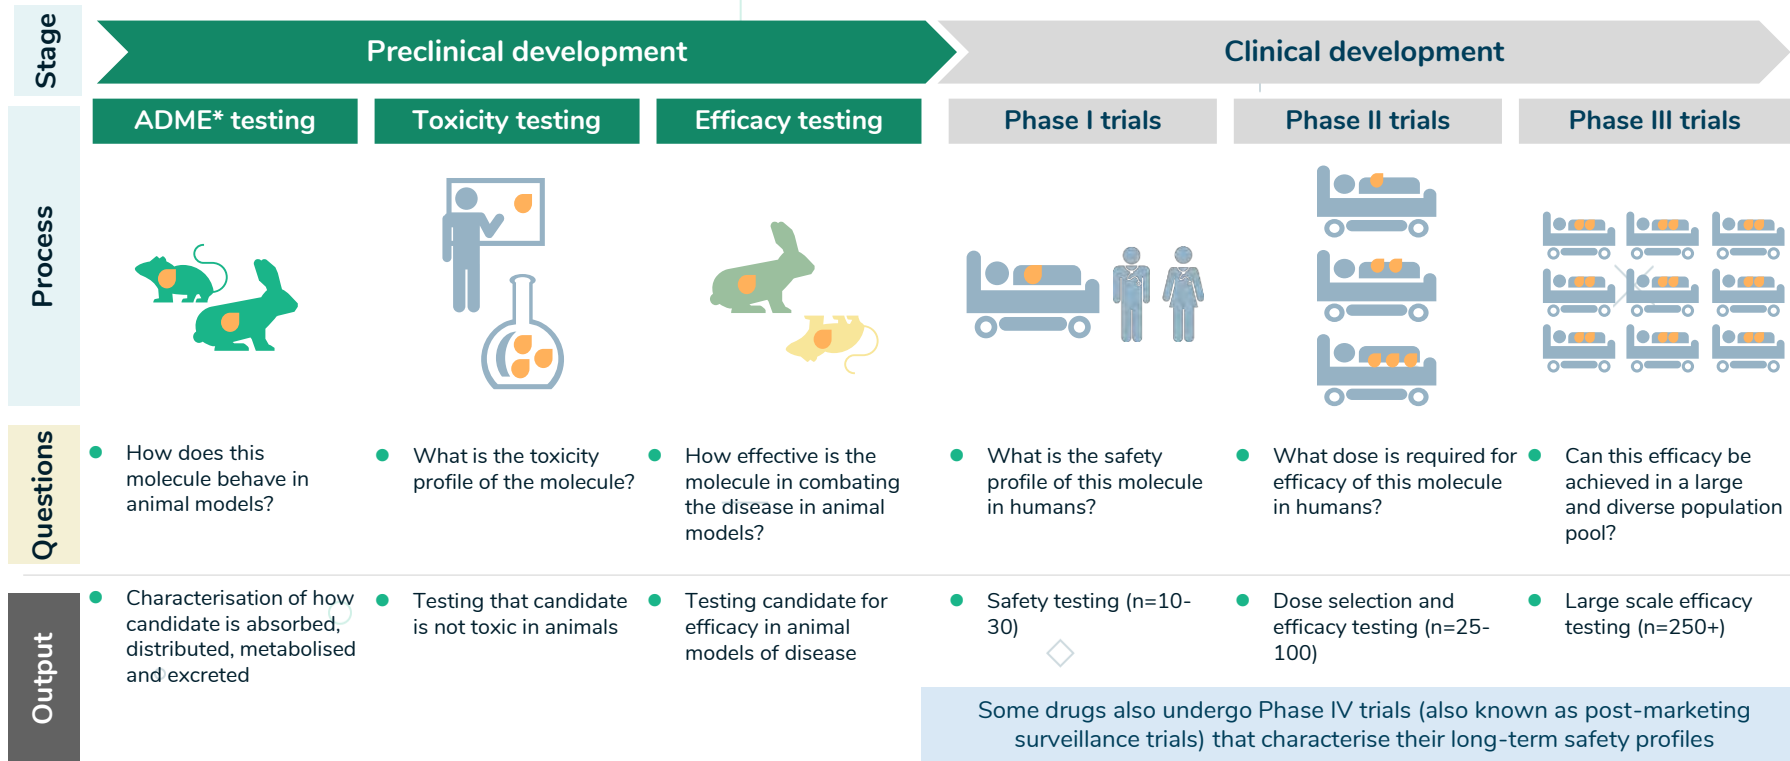 Stage
Preclinical development
Clinical development
ADME* testing
Toxicity testing
Efficacy testing
Phase I trials
Phase II trials
Phase III trials
Process
Questions
How does this
molecule behave in
animal models?
What is the toxicity
profile of the molecule?
How effective is the
molecule in combating
the disease in animal
models?
What is the safety
profile of this molecule
in humans?
What dose is required for
efficacy of this molecule
in humans?
Can this efficacy be
achieved in a large
and diverse population
pool?
Output
Characterisation of how
candidate is absorbed,
distributed, metabolised
and excreted
Testing that candidate
is not toxic in animals
Testing candidate for
efficacy in animal
models of disease
Safety testing (n=10-
30)
Dose selection and
efficacy testing (n=25-
100)
Large scale efficacy
testing (n=250+)
Some drugs also undergo Phase IV trials (also known as post-marketing
surveillance trials) that characterise their long-term safety profiles